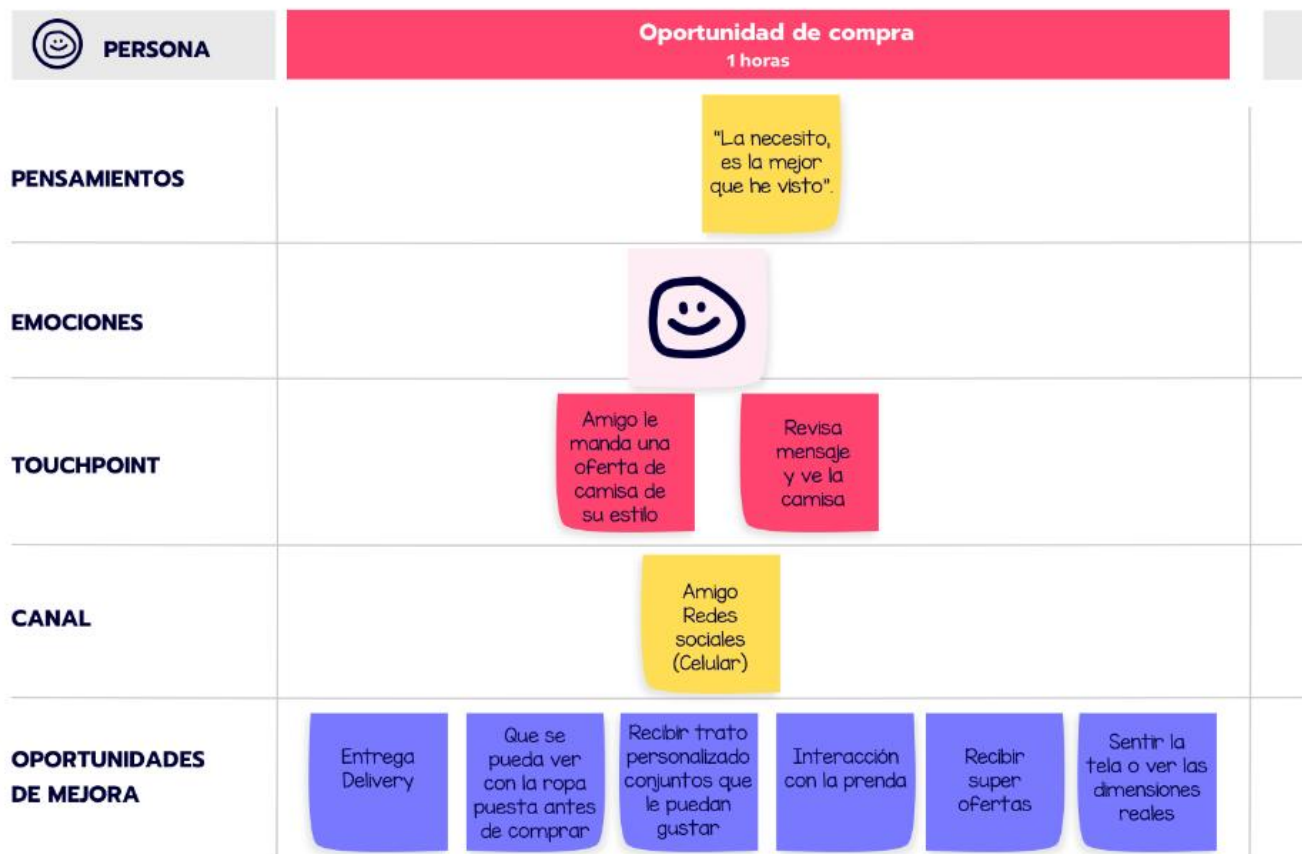 PERSONA
Oportunidad de compra
1 horas
PENSAMIENTOS
"La necesito,
es la mejor
que he visto".
EMOCIONES
TOUCHPOINT
Amigo le
manda una
oferta de
camisa de
su estilo
Revisa
mensaje
y ve la
camisa
CANAL
Amigo
Redes
sociales
(Celular)
OPORTUNIDADES
DE MEJORA
Entrega
Delivery
Que se
pueda ver
con la ropa
puesta antes
de comprar
Recibir trato
personalizado
conjuntos que
le puedan
gustar
Interacción
con la prenda
Recibir
super
ofertas
Sentir la
tela o ver las
dimensiones
reales